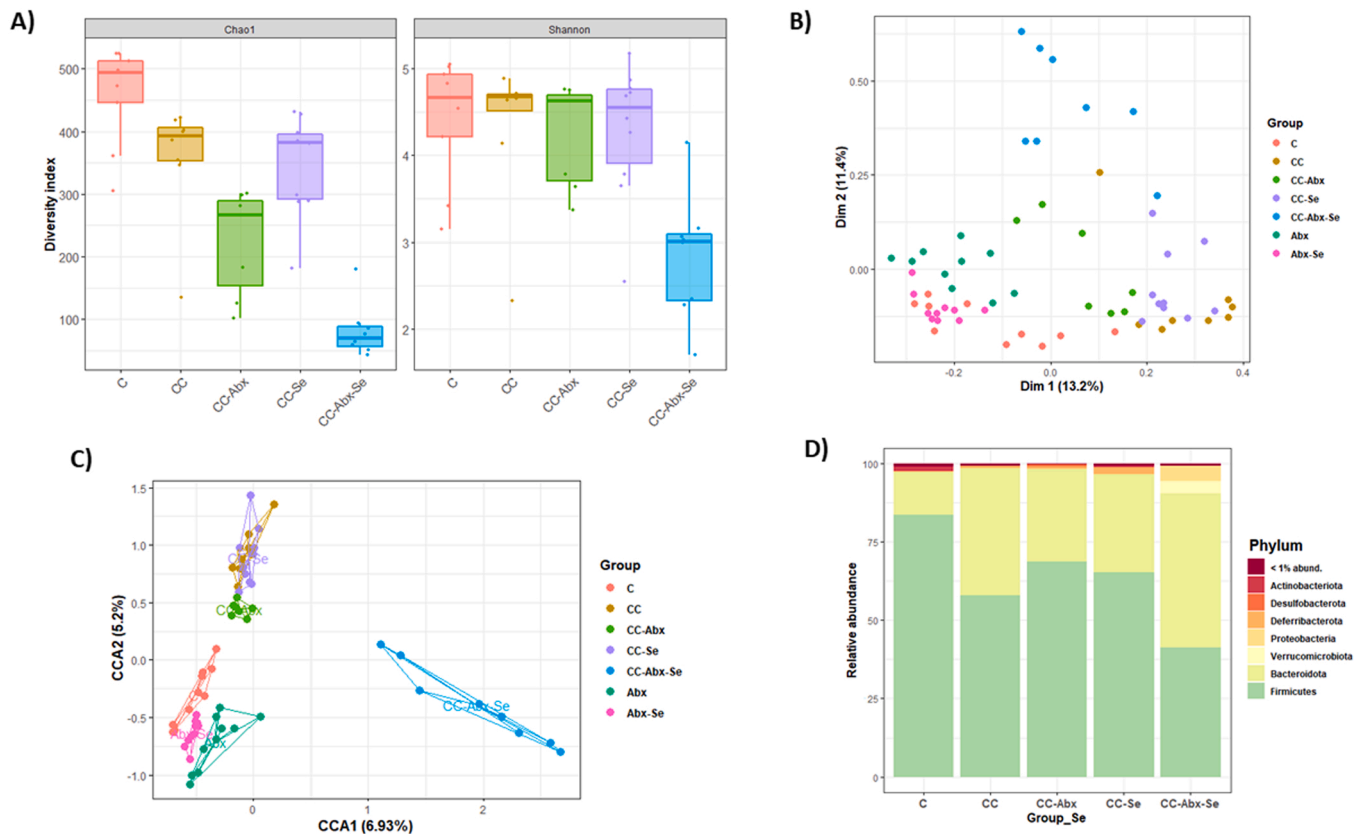 A)
Chao1
Shannon
Diversity index
500
400
300
200
100
5
4
3
2
C
CC
CC-Abx
CC-Se
CC-Abx-Se
C
CC
CC-Abx
CC-Se
CC-Abx-Se
B)
Dim 2 (11.4%)
0.50
0.25
0.00
-0.2
0.0
0.2
0.4
Dim 1 (13.2%)
Group
C
CC
CC-Abx
CC-Se
CC-Abx-Se
Abx
Abx-Se
C)
CCA2 (5.2%)
1.5
1.0
0.5
0.0
-0.5
-1.0
CC-Abx-Se
Abx
0
1
2
CCA1 (6.93%)
Group
C
CC
CC-Abx
CC-Se
CC-Abx-Se
Abx
Abx-Se
D)
Relative abundance
100
75
50
25
0
C
CC
CC-Abx
CC-Se
CC-Abx-Se
Group_Se
Phylum
< 1% abund.
Actinobacteriota
Desulfobacterota
Deferribacterota
Proteobacteria
Verrucomicrobiota
Bacteroidota
Firmicutes